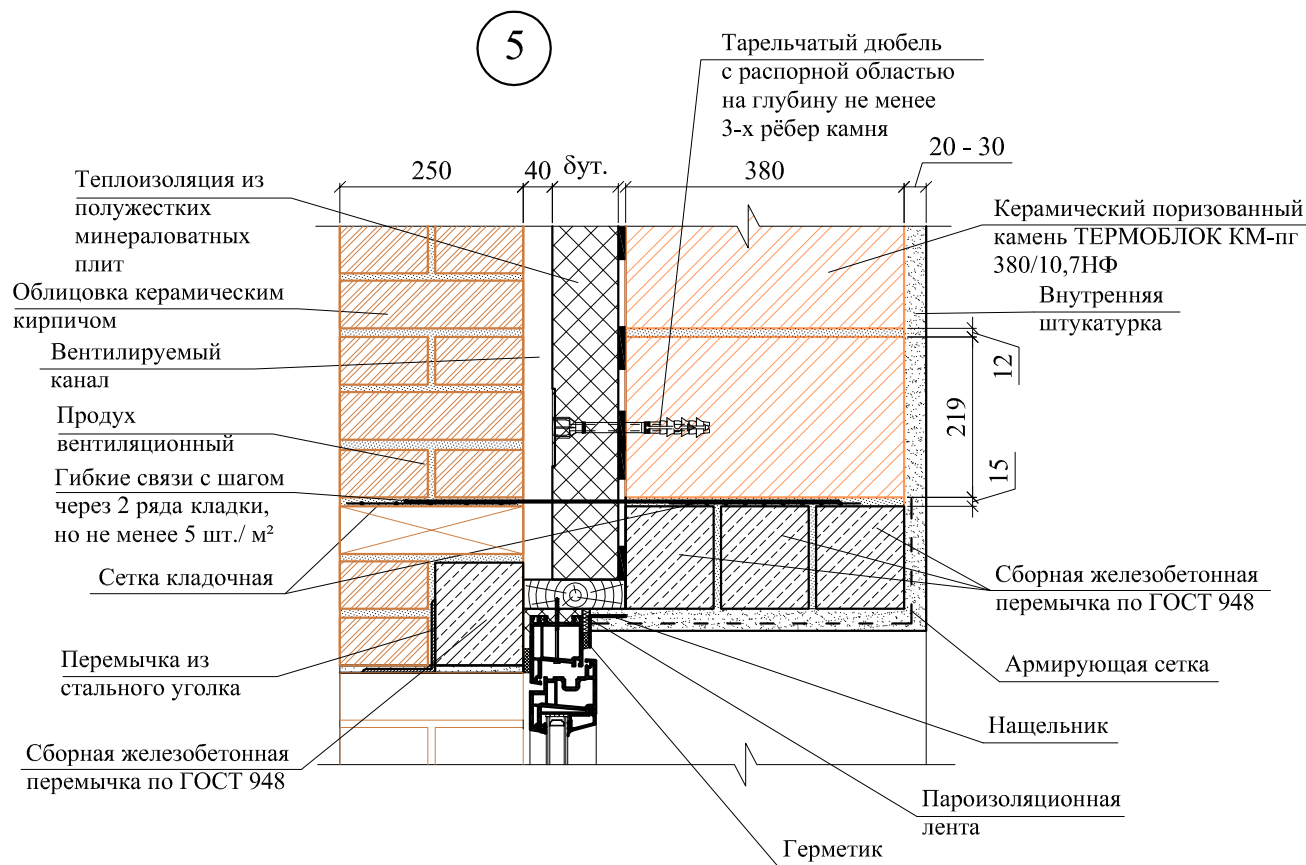 5
Тарельчатый дюбель
с распорной областью
на глубину не менее
3-х рёбер камня
250
40
δут.
380
20 - 30
Теплоизоляция из
полужестких
минераловатных
плит
Облицовка керамическим
кирпичом
Вентилируемый
канал
Продух
вентиляционный
Гибкие связи с шагом
через 2 ряда кладки,
но не менее 5 шт./ м²
Сетка кладочная
Перемычка из
стального уголка
Сборная железобетонная
перемычка по ГОСТ 948
Керамический поризованный
камень ТЕРМОБЛОК КМ-пг
380/10,7НФ
Внутренняя
штукатурка
12
219
15
Сборная железобетонная
перемычка по ГОСТ 948
Армирующая сетка
Нащельник
Пароизоляционная
лента
Герметик